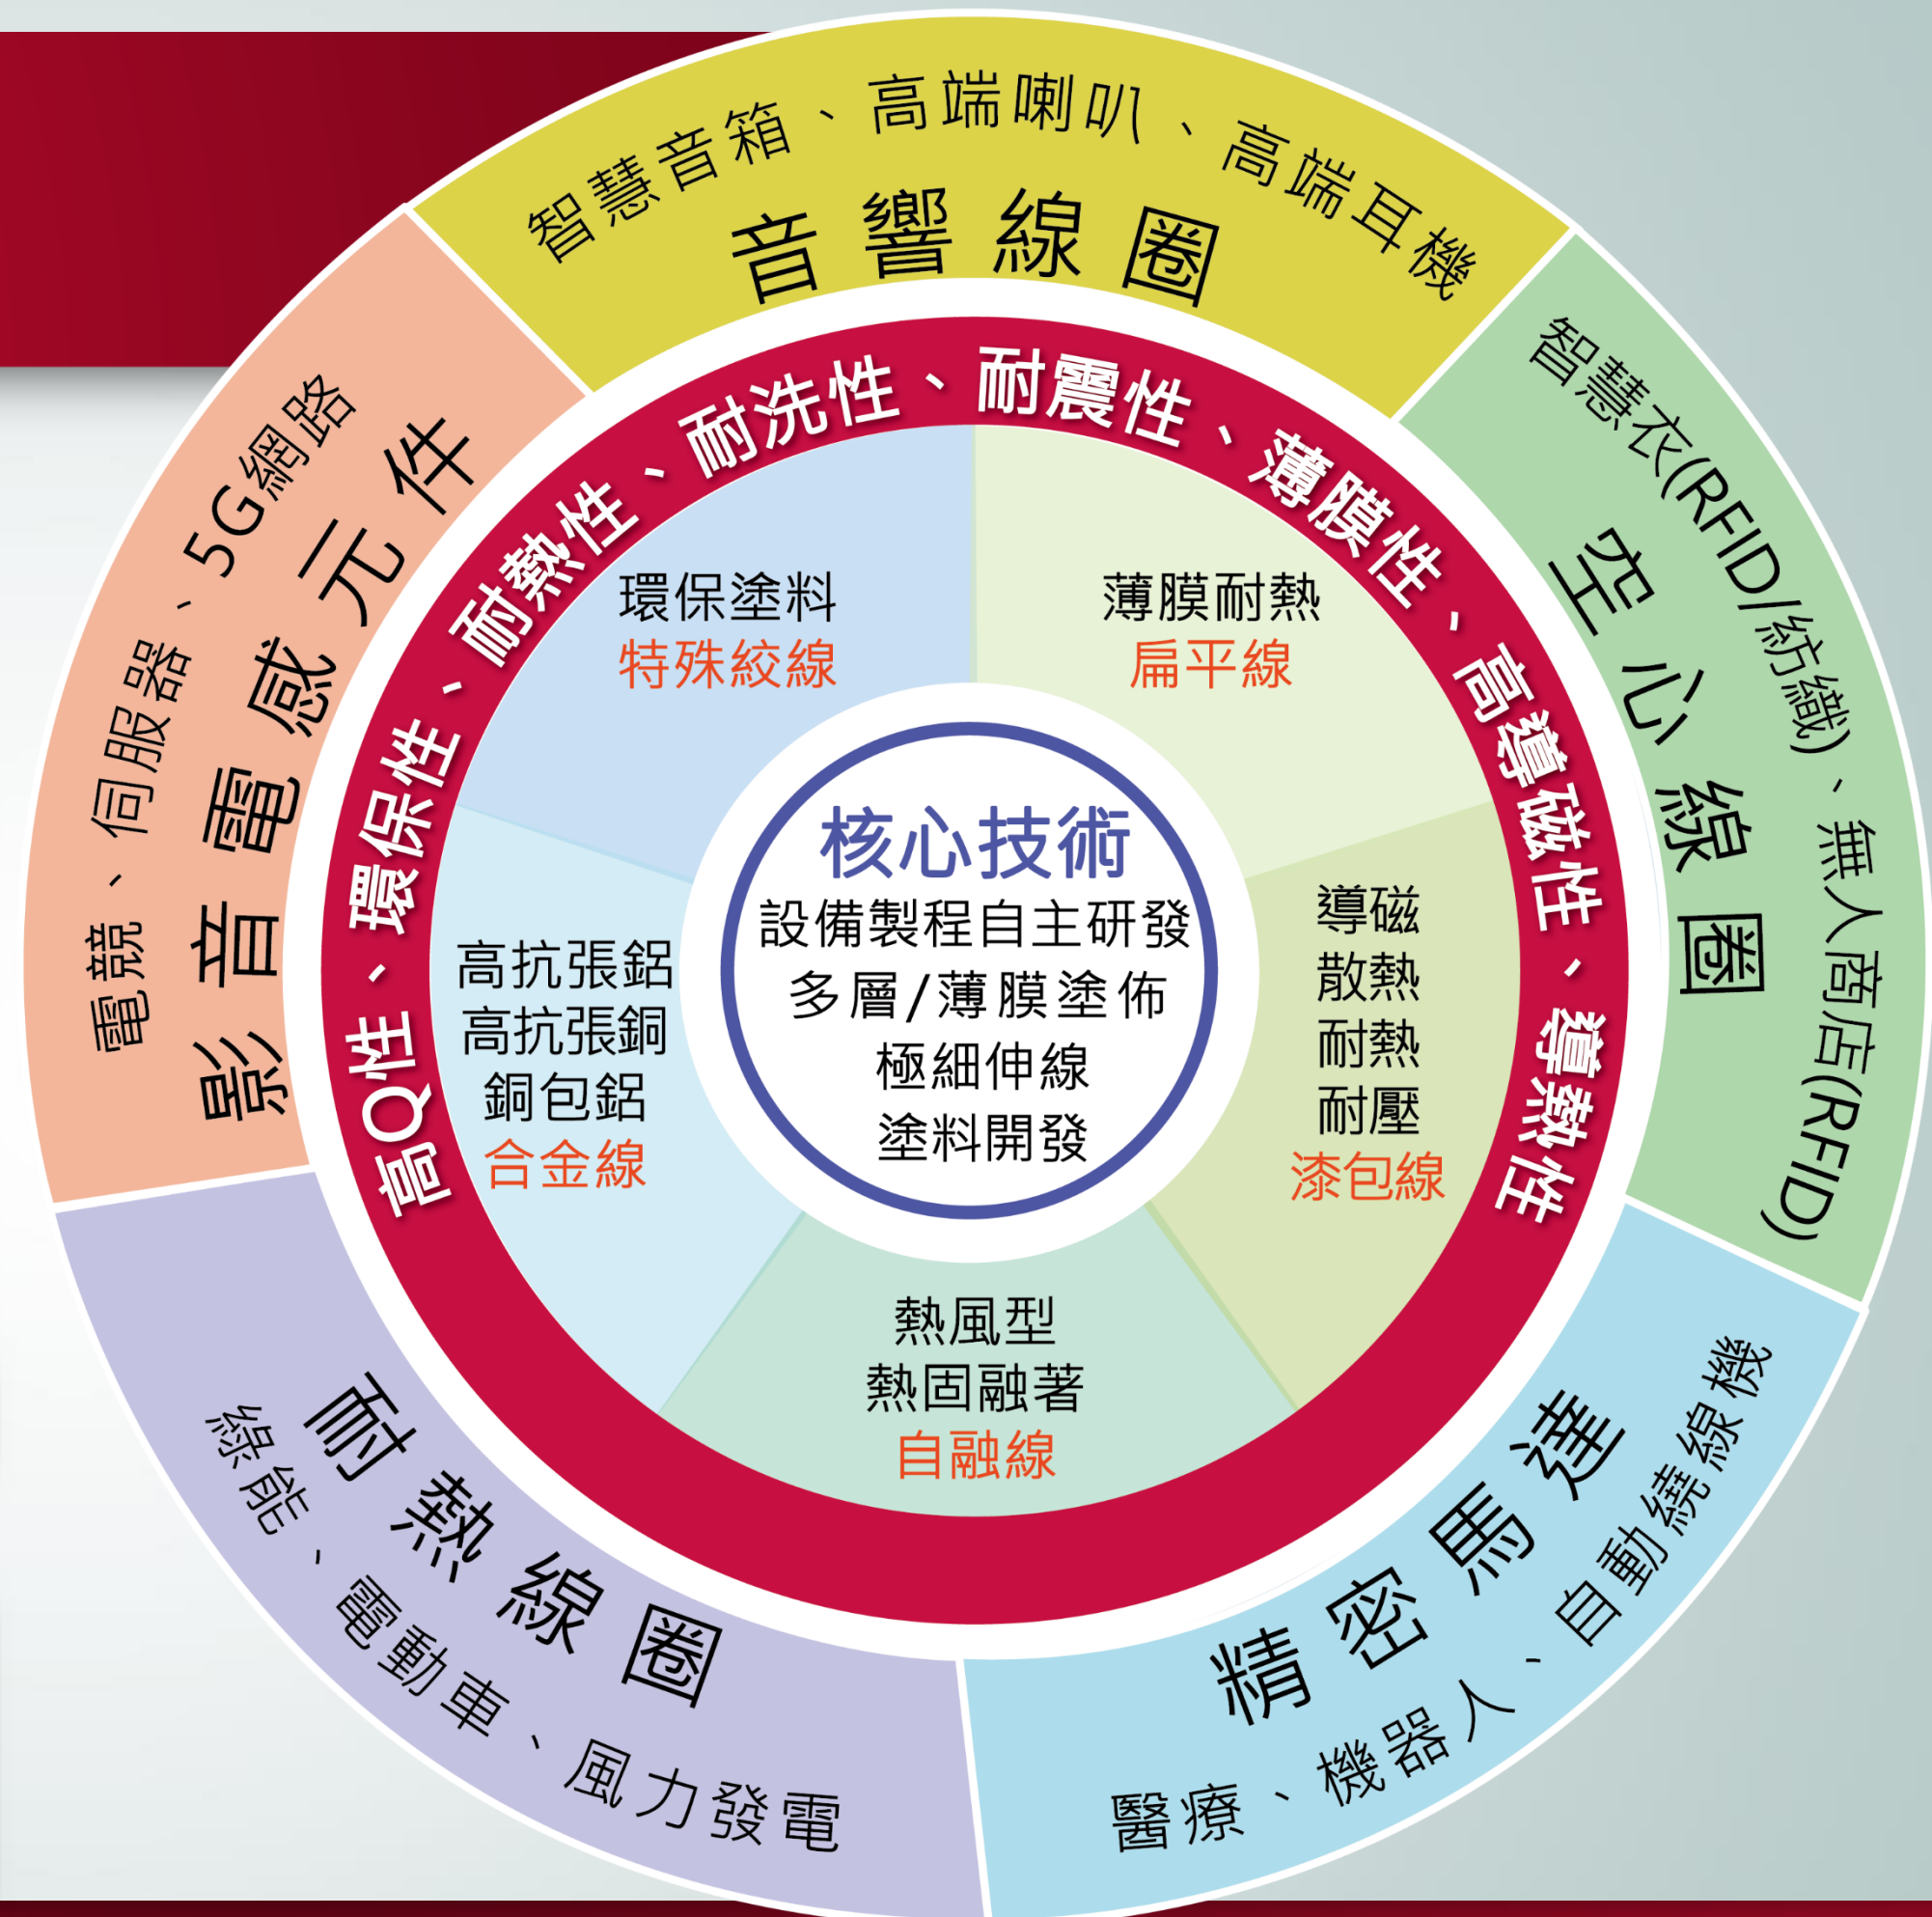 智慧音箱、高端喇叭、高端耳機
音響線圈
智慧衣(RFID/紡織)、無人商店(RFID)
空心線圈
醫療、機器人、自動繞線機
精密馬達
綠能、電動車、風力發電
耐熱線圈
電競、伺服器、5G網路
影音電感元件
高Q性、環保性、耐熱性、耐洗性、耐震性、薄膜性、高導磁性、導熱性
環保塗料
特殊絞線
薄膜耐熱
扁平線
導磁
散熱
耐熱
耐壓
漆包線
熱風型
熱固融著
自融線
高抗張鋁
高抗張銅
銅包鋁
合金線
核心技術
設備製程自主研發
多層/薄膜塗佈
極細伸線
塗料開發